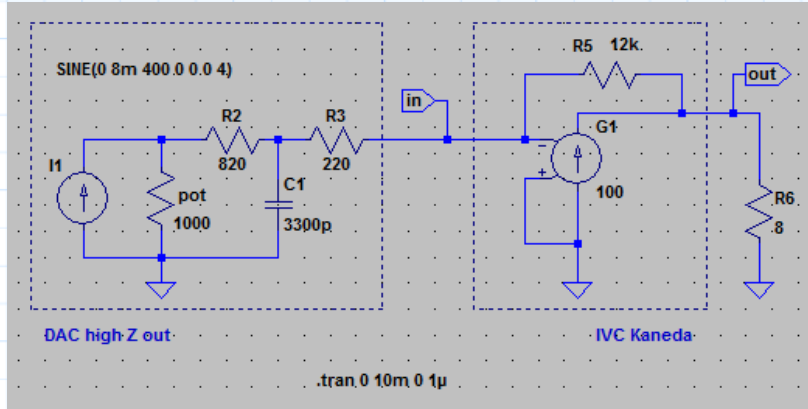 SINE(0 8m 400.0 0.0 4)
R5 12k
out
in
R2
820
R3
220
G1
−
+
100
I1
pot
1000
C1
3300p
R6
8
DAC high Z out
IVC Kaneda
.tran 0 10m 0 1µ